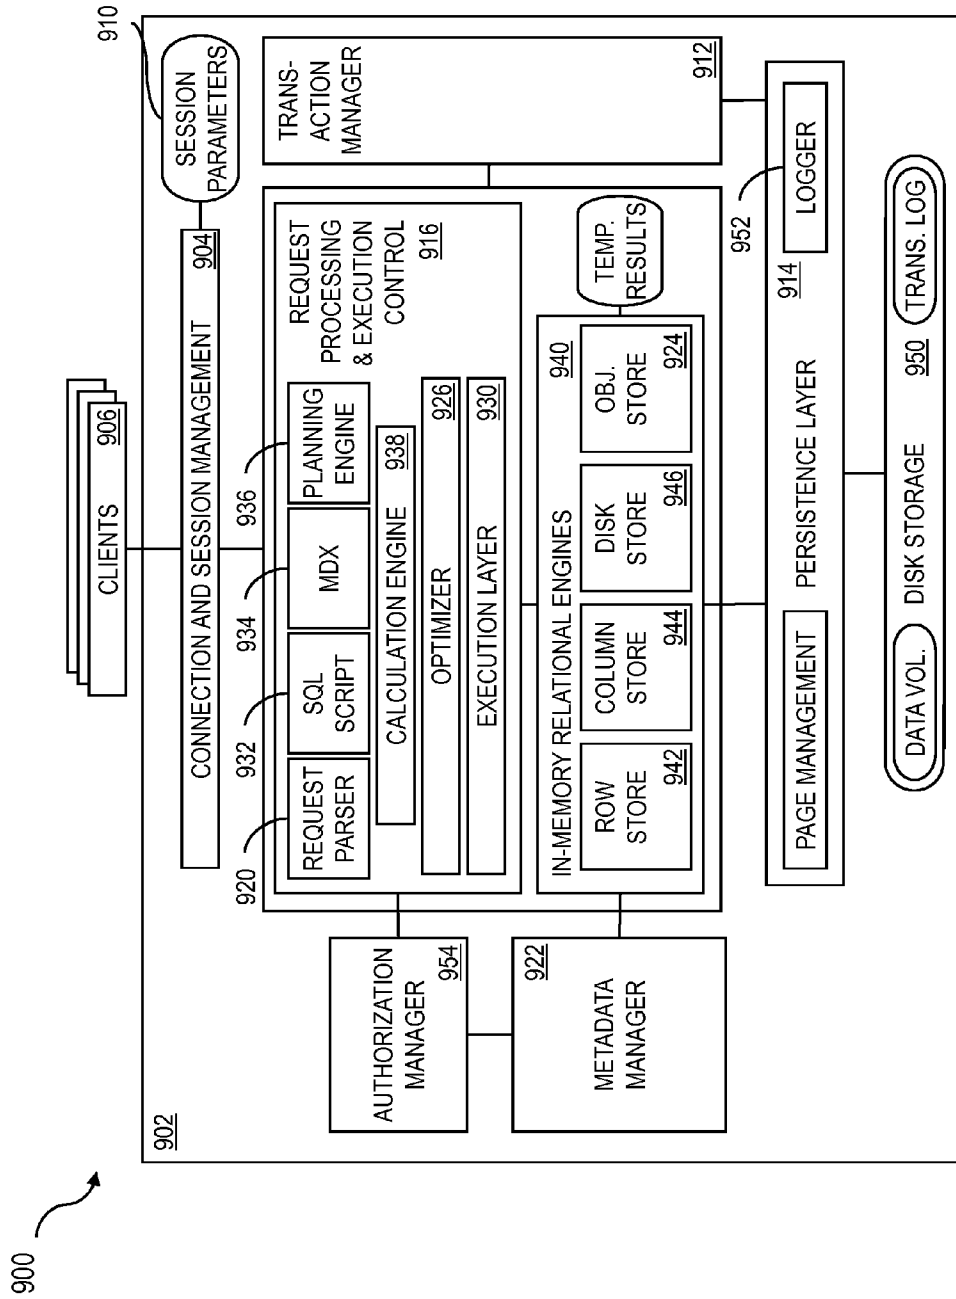 900
902
CLIENTS
906
CONNECTION AND SESSION MANAGEMENT
904
SESSION
PARAMETERS
910
AUTHORIZATION
MANAGER
954
METADATA
MANAGER
922
920
932
934
936
REQUEST
PARSER
SQL
SCRIPT
MDX
PLANNING
ENGINE
REQUEST
PROCESSING
& EXECUTION
CONTROL
916
CALCULATION ENGINE
938
OPTIMIZER
926
EXECUTION LAYER
930
IN-MEMORY RELATIONAL ENGINES
940
ROW
STORE
942
COLUMN
STORE
944
DISK
STORE
946
OBJ.
STORE
924
TEMP.
RESULTS
TRANS-
ACTION
MANAGER
912
PAGE MANAGEMENT
PERSISTENCE LAYER
914
LOGGER
952
DATA VOL.
DISK STORAGE
950
TRANS. LOG